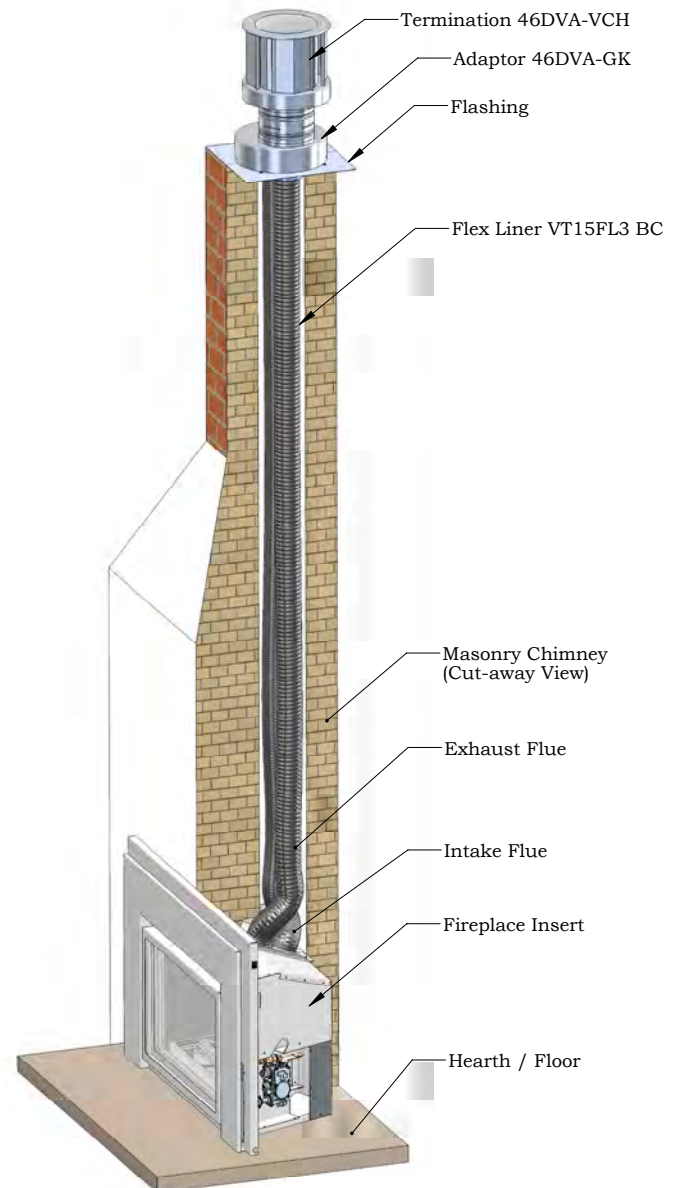 Termination 46DVA-VCH
Adaptor 46DVA-GK
Flashing
Flex Liner VT15FL3 BC
Masonry Chimney
(Cut-away View)
Exhaust Flue
Intake Flue
Fireplace Insert
Hearth / Floor